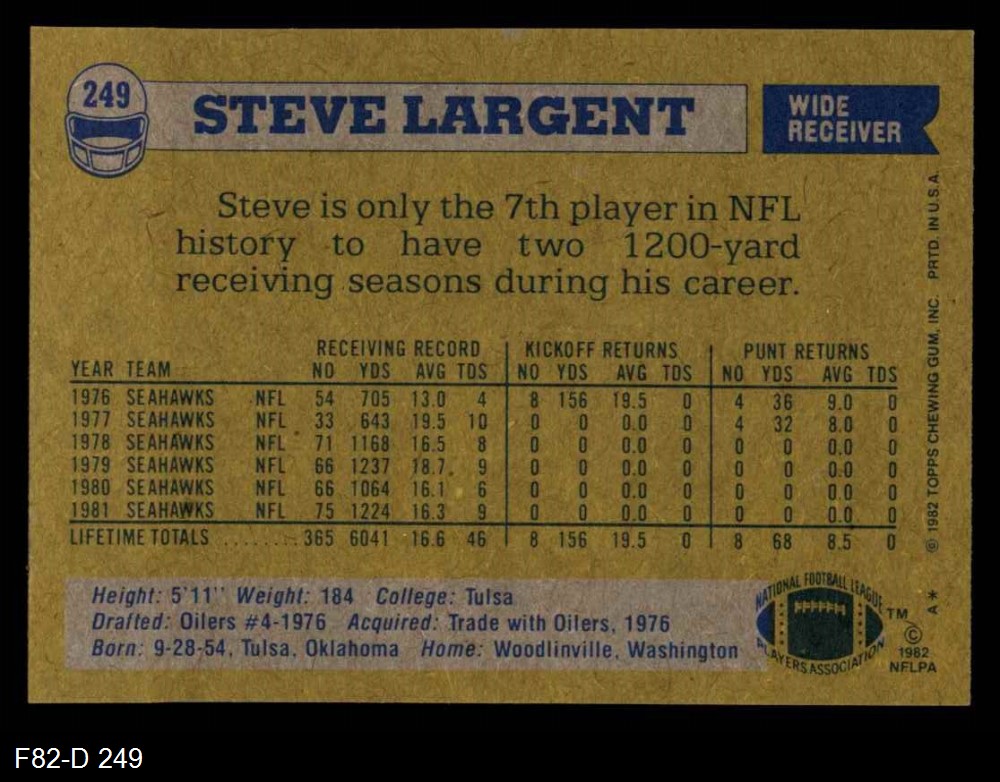 249
STEVE LARGENT
WIDE
RECEIVER
Steve is only the 7th player in NFL
history to have two 1200-yard
receiving seasons during his career.
RECEIVING RECORD KICKOFF RETURNS PUNT RETURNS
YEAR TEAM NO YDS AVG TDS NO YDS AVG TDS NO YDS AVG TDS
1976 SEAHAWKS NFL 54 705 13.0 4 8 156 19.5 0 4 36 9.0 0
1977 SEAHAWKS NFL 33 643 19.5 10 0 0 0.0 0 4 32 8.0 0
1978 SEAHAWKS NFL 71 1168 16.5 8 0 0 0.0 0 0 0 0.0 0
1979 SEAHAWKS NFL 66 1237 18.7 9 0 0 0.0 0 0 0 0.0 0
1980 SEAHAWKS NFL 66 1064 16.1 6 0 0 0.0 0 0 0 0.0 0
1981 SEAHAWKS NFL 75 1224 16.3 9 0 0 0.0 0 0 0 0.0 0
LIFETIME TOTALS ........ 365 6041 16.6 46 8 156 19.5 0 8 68 8.5 0
Height: 5'11" Weight: 184 College: Tulsa
Drafted: Oilers #4-1976 Acquired: Trade with Oilers, 1976
Born: 9-28-54, Tulsa, Oklahoma Home: Woodlinville, Washington
NATIONAL FOOTBALL LEAGUE
PLAYERS ASSOCIATION
TM
©
1982
NFLPA
A*
© 1982 TOPPS CHEWING GUM, INC. PRTD. IN U.S.A.
F82-D 249